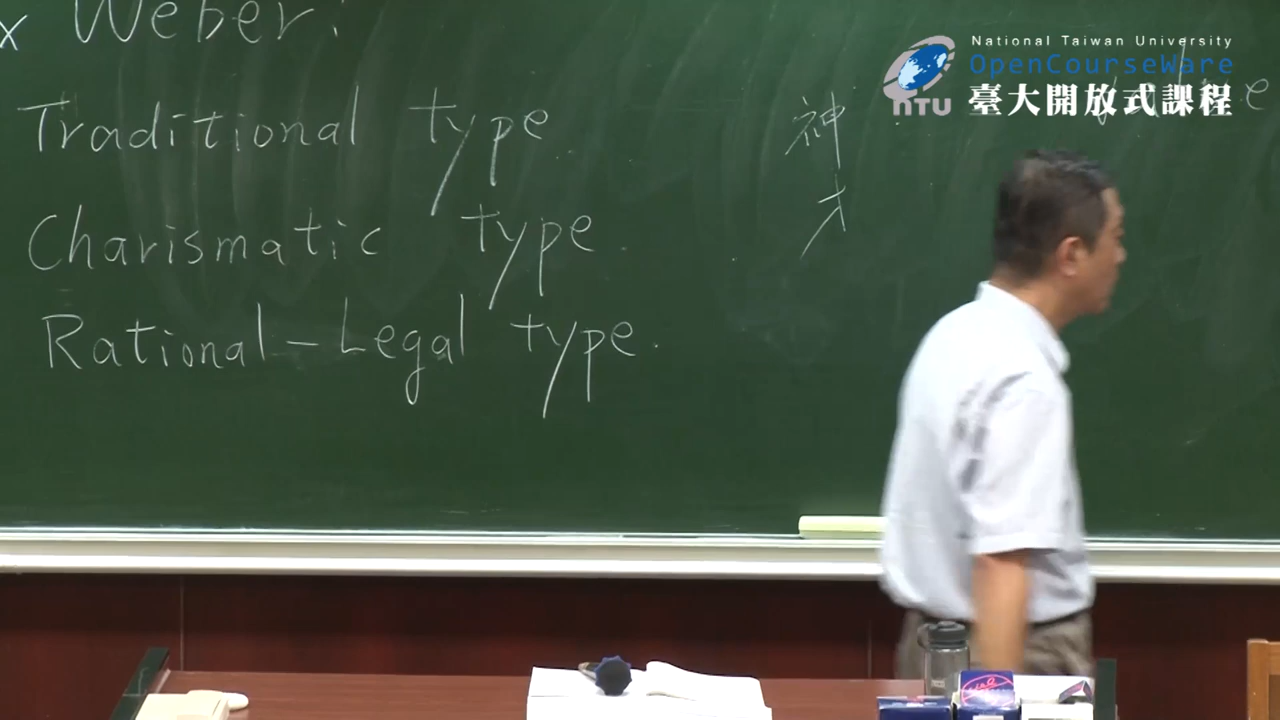 x Weber:
Traditional type
Charismatic type.
Rational-Legal type.
神
才
National Taiwan University
OpenCourseWare
NTU 臺大開放式課程